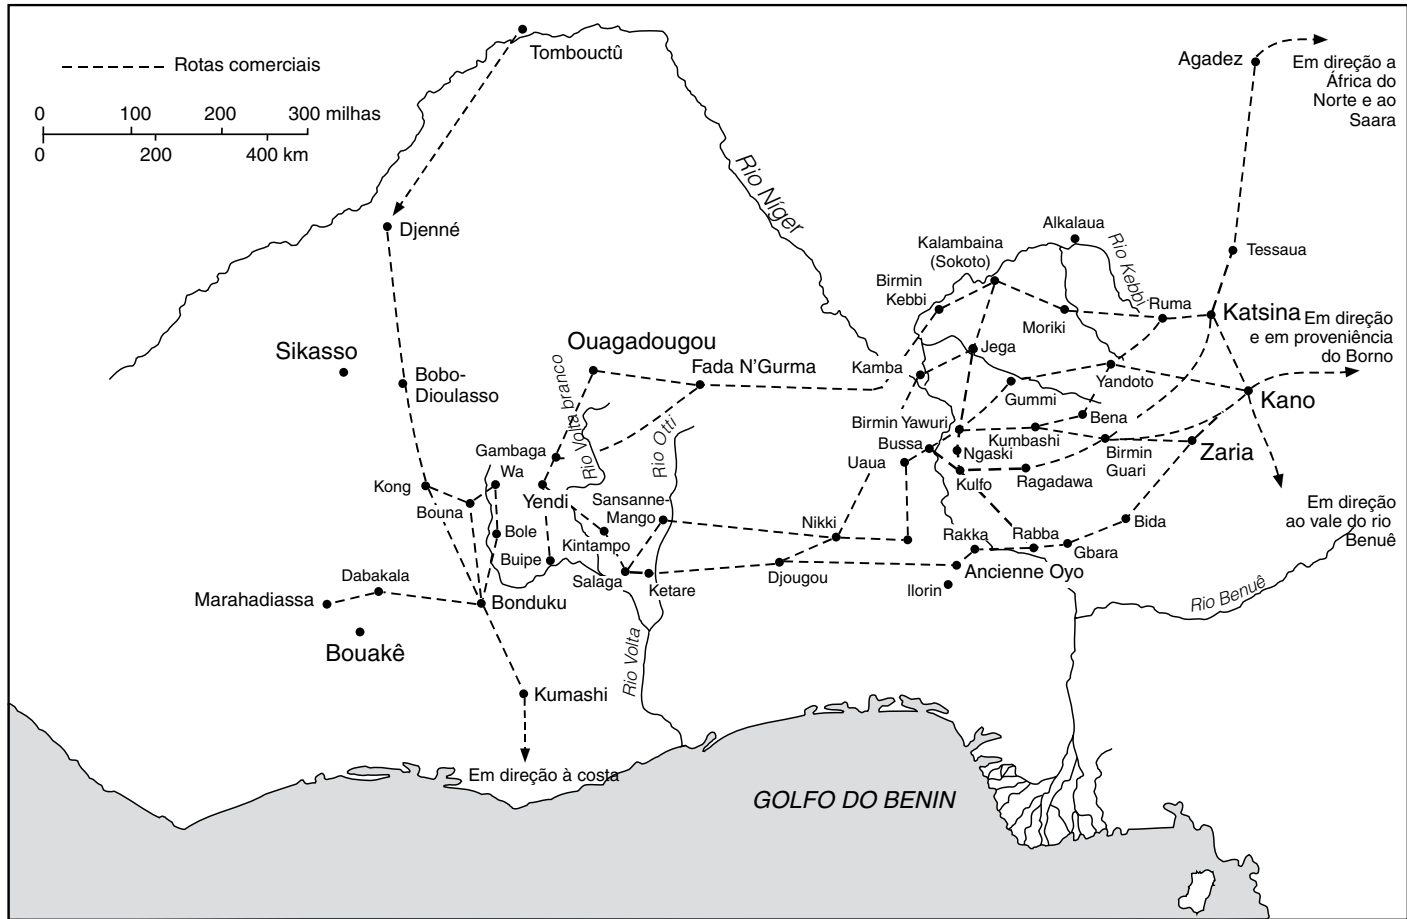 Rotas comerciais
0 100 200 300 milhas
0 200 400 km
Tombouctû
Agadez
Em direção a
África do
Norte e ao
Saara
Rio Níger
Djenné
Alkalaua
Kalambaina
(Sokoto)
Rio Kebbi
Tessaua
Birmin
Kebbi
Ruma
Katsina
Moriki
Em direção
e em proveniência
do Borno
Sikasso
Ouagadougou
Jega
Fada N'Gurma
Kamba
Yandoto
Bobo-
Dioulasso
Rio Volta branco
Gummi
Kano
Birmin Yawuri
Bena
Rio Otti
Bussa
Kumbashi
Gambaga
Ngaski
Birmin
Guari
Zaria
Wa
Rio Volta
Uaua
Kulfo
Ragadawa
Kong
Yendi
Sansanne-
Mango
Bouna
Em direção
ao vale do rio
Benuê
Nikki
Bida
Bole
Rakka
Rabba
Kintampo
Gbara
Buipe
Salaga
Ketare
Djougou
Ancienne Oyo
Dabakala
Ilorin
Marahadiassa
Bonduku
Rio Benuê
Bouakê
Rio Volta
Kumashi
Em direção à costa
GOLFO DO BENIN